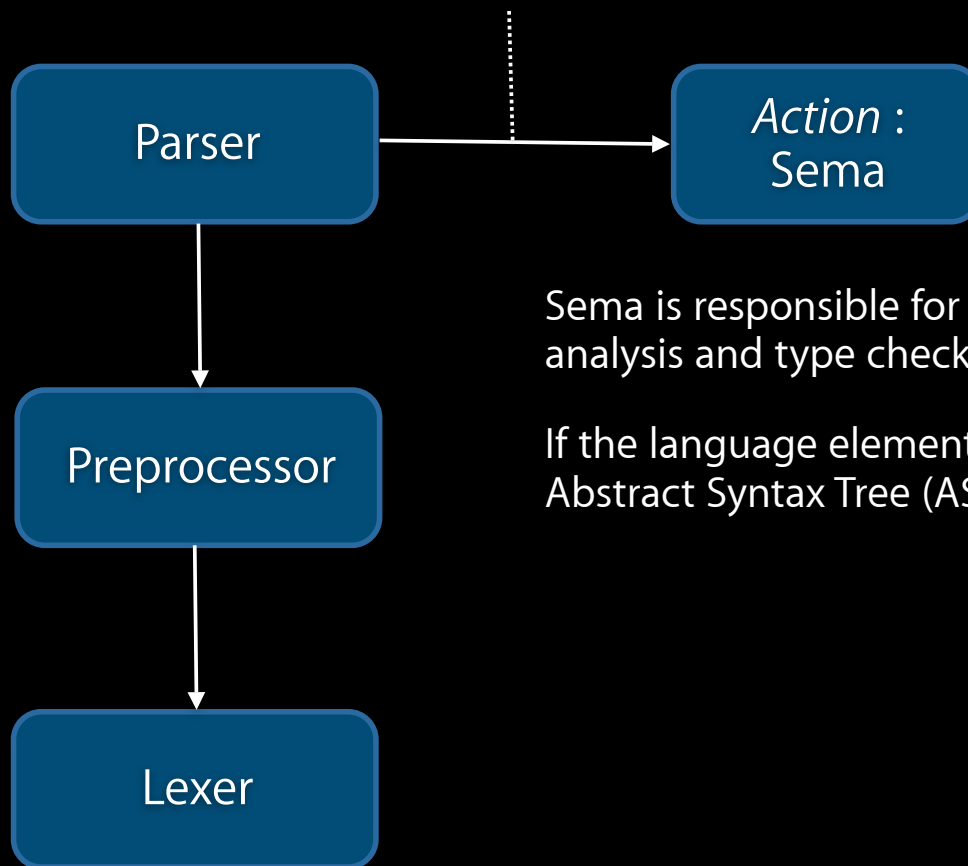 Parser
Action :
Sema
Sema is responsible for
analysis and type check
If the language element
Abstract Syntax Tree (AS
Preprocessor
Lexer